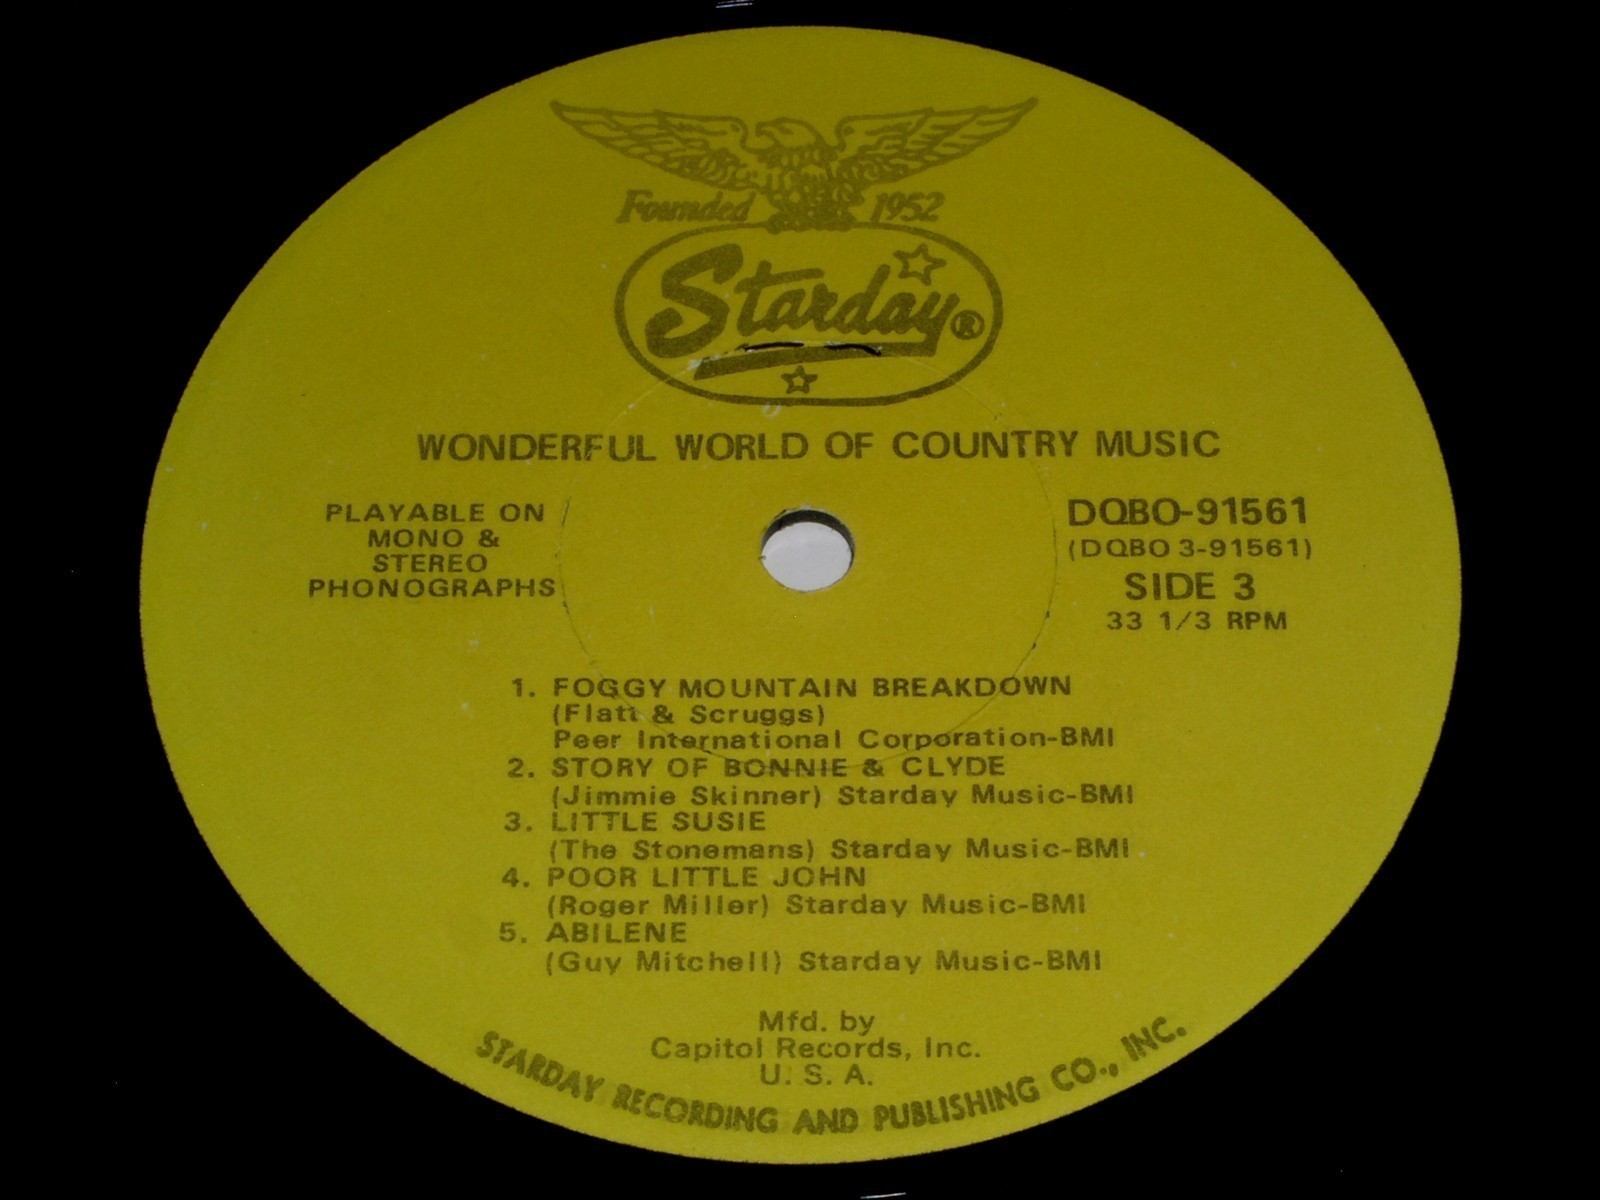 Founded 1952
Starday ®
WONDERFUL WORLD OF COUNTRY MUSIC
PLAYABLE ON
MONO &
STEREO
PHONOGRAPHS
DQBO-91561
(DQBO 3-91561)
SIDE 3
33 1/3 RPM
1. FOGGY MOUNTAIN BREAKDOWN
(Flatt & Scruggs)
Peer International Corporation-BMI
2. STORY OF BONNIE & CLYDE
(Jimmie Skinner) Starday Music-BMI
3. LITTLE SUSIE
(The Stonemans) Starday Music-BMI
4. POOR LITTLE JOHN
(Roger Miller) Starday Music-BMI
5. ABILENE
(Guy Mitchell) Starday Music-BMI
Mfd. by
Capitol Records, Inc.
U. S. A.
STARDAY RECORDING AND PUBLISHING CO., INC.